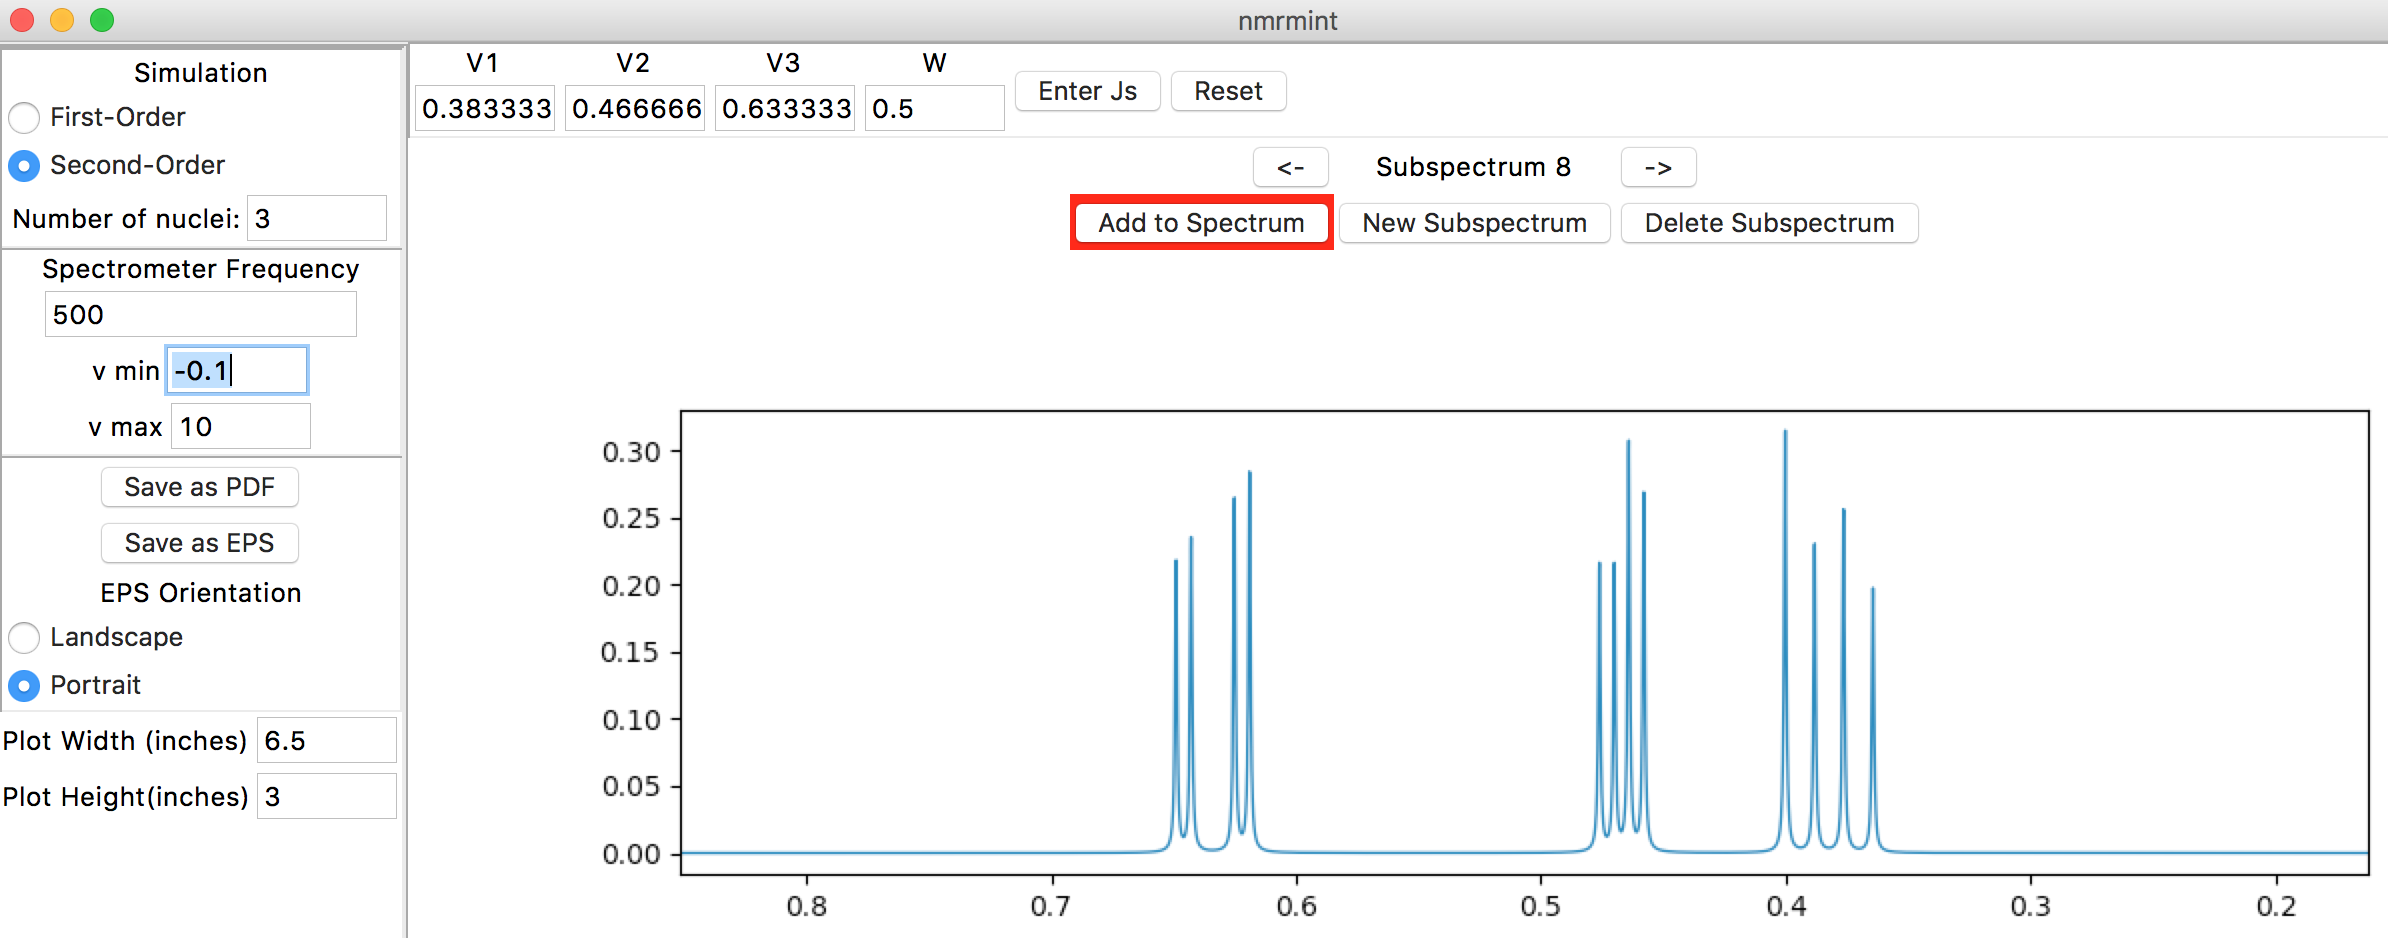 nmrmint
Simulation
First-Order
Second-Order
Number of nuclei: 3
Spectrometer Frequency
500
v min -0.1
v max 10
Save as PDF
Save as EPS
EPS Orientation
Landscape
Portrait
Plot Width (inches) 6.5
Plot Height(inches) 3
V1 V2 V3 W
0.383333 0.466666 0.633333 0.5 Enter Js Reset
<- Subspectrum 8 ->
Add to Spectrum New Subspectrum Delete Subspectrum
0.30
0.25
0.20
0.15
0.10
0.05
0.00
0.8 0.7 0.6 0.5 0.4 0.3 0.2